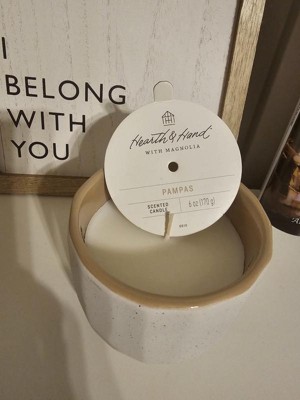 I
BELONG
WITH
YOU
Hearth & Hand
WITH MAGNOLIA
PAMPAS
SCENTED
CANDLE
6 oz (170 g)